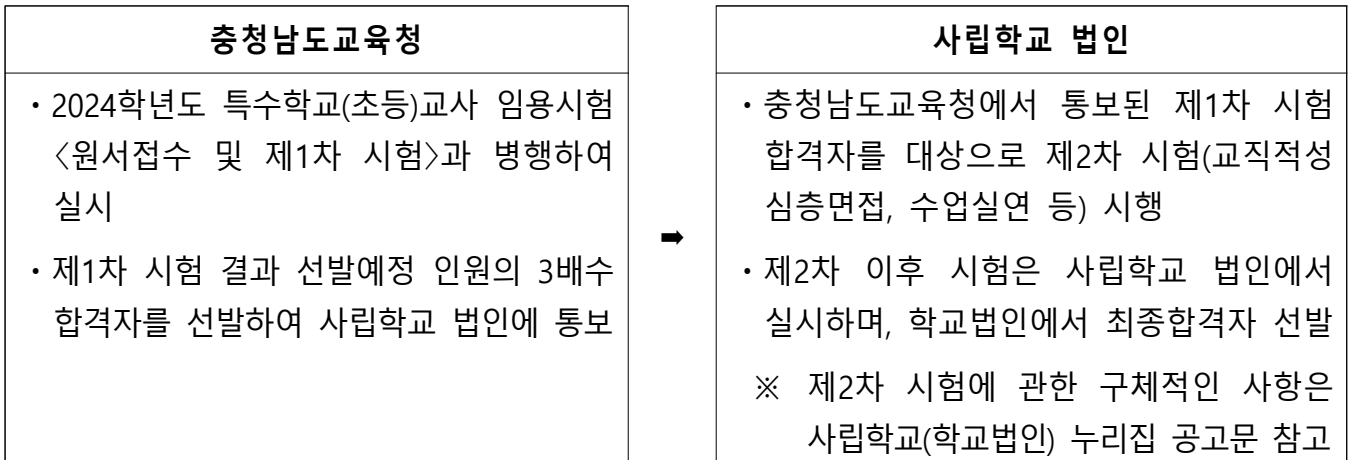 충청남도교육청
・2024학년도 특수학교(초등)교사 임용시험
〈원서접수 및 제1차 시험〉과 병행하여
실시
・제1차 시험 결과 선발예정 인원의 3배수
합격자를 선발하여 사립학교 법인에 통보
➡
사립학교 법인
・충청남도교육청에서 통보된 제1차 시험
합격자를 대상으로 제2차 시험(교직적성
심층면접, 수업실연 등) 시행
・제2차 이후 시험은 사립학교 법인에서
실시하며, 학교법인에서 최종합격자 선발
※ 제2차 시험에 관한 구체적인 사항은
사립학교(학교법인) 누리집 공고문 참고